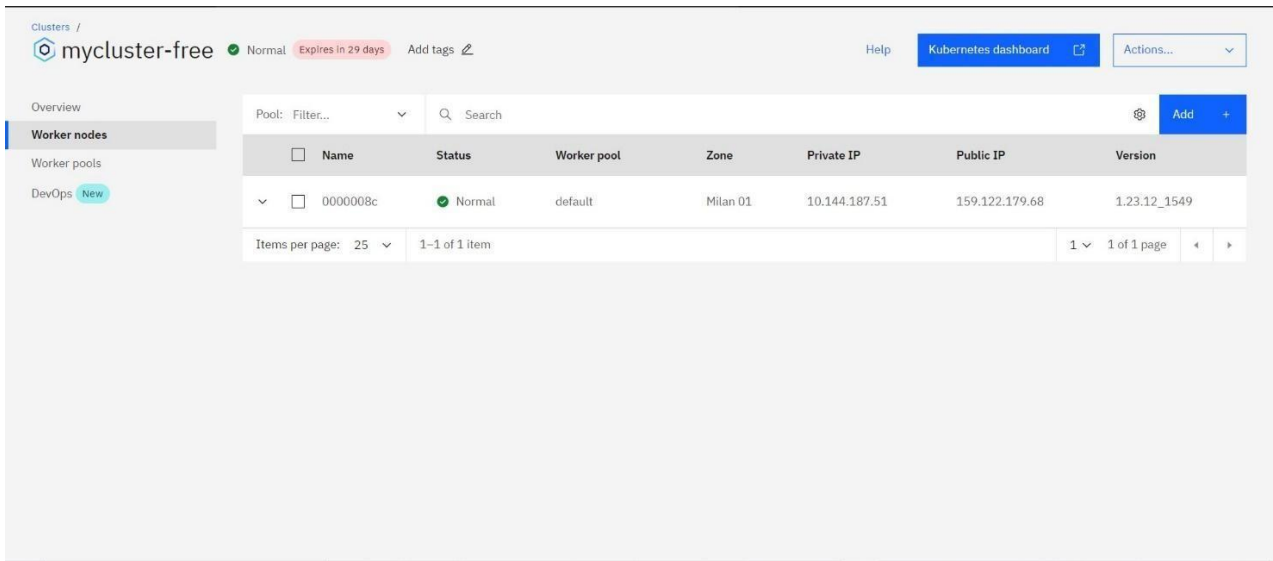 Clusters /
mycluster-free Normal Expires in 29 days Add tags Help Kubernetes dashboard Actions...
Overview
Worker nodes
Worker pools
DevOps New
Pool: Filter... Search Add +
Name Status Worker pool Zone Private IP Public IP Version
0000008c Normal default Milan 01 10.144.187.51 159.122.179.68 1.23.12_1549
Items per page: 25 1–1 of 1 item 1 1 of 1 page